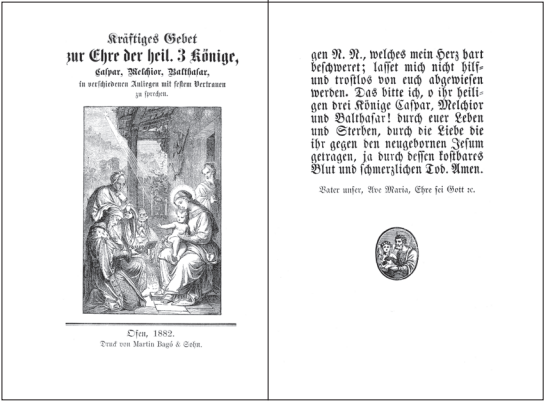 Kräftiges Gebet
zur Ehre der heil. 3 Könige,
Caspar, Melchior, Balthasar,
in verschiedenen Anliegen mit festem Vertrauen
zu sprechen.
Ofen, 1882.
Druck von Martin Bagó & Sohn.
gen N. N., welches mein Herz hart
beschweret; lasset mich nicht hilf-
und trostlos von euch abgewiesen
werden. Das bitte ich, o ihr heili-
gen drei Könige Caspar, Melchior
und Balthasar! durch euer Leben
und Sterben, durch die Liebe die
ihr gegen den neugebornen Jesum
getragen, ja durch dessen kostbares
Blut und schmerzlichen Tod. Amen.
Vater unser, Ave Maria, Ehre sei Gott ꝛc.